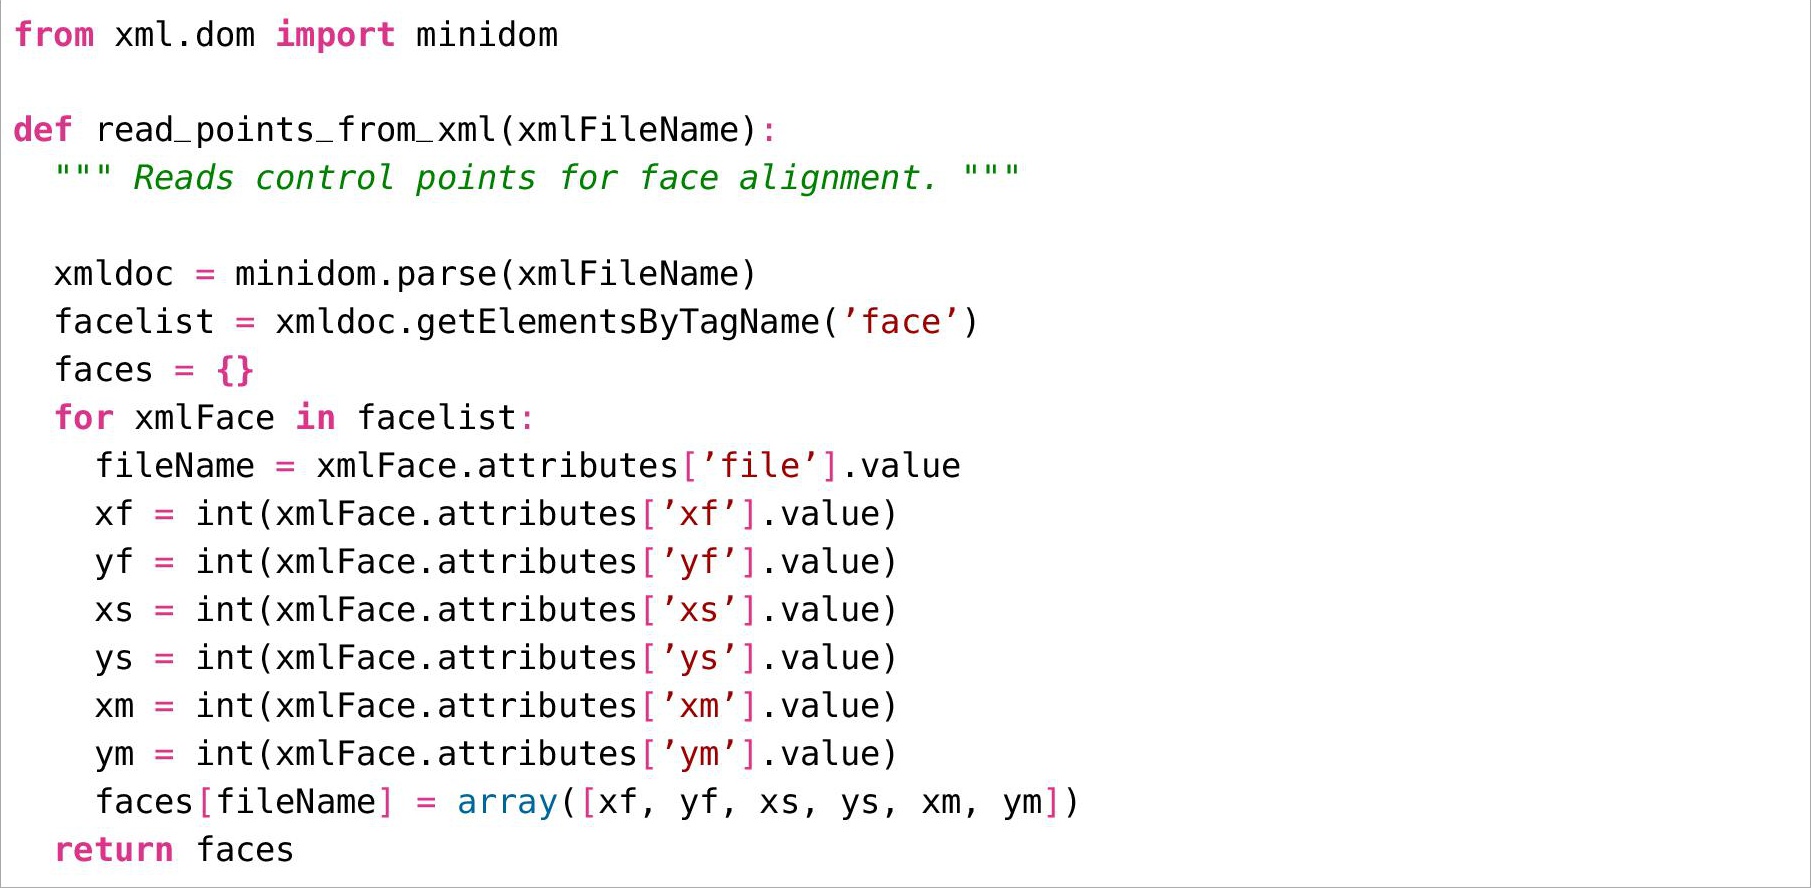 from xml.dom import minidom

def read_points_from_xml(xmlFileName):
  """ Reads control points for face alignment. """

  xmldoc = minidom.parse(xmlFileName)
  facelist = xmldoc.getElementsByTagName(’face’)
  faces = {}
  for xmlFace in facelist:
    fileName = xmlFace.attributes[’file’].value
    xf = int(xmlFace.attributes[’xf’].value)
    yf = int(xmlFace.attributes[’yf’].value)
    xs = int(xmlFace.attributes[’xs’].value)
    ys = int(xmlFace.attributes[’ys’].value)
    xm = int(xmlFace.attributes[’xm’].value)
    ym = int(xmlFace.attributes[’ym’].value)
    faces[fileName] = array([xf, yf, xs, ys, xm, ym])
  return faces